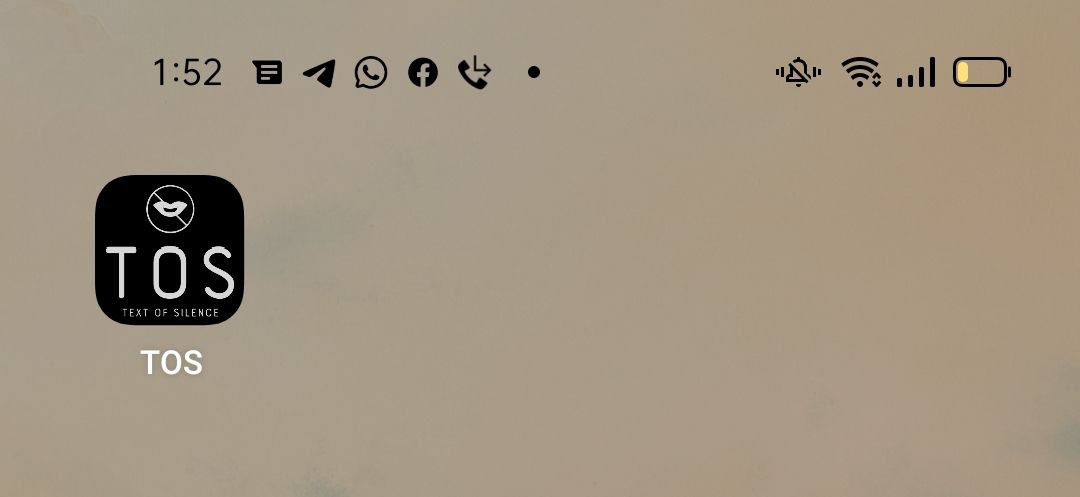 1:52
TOS
TEXT OF SILENCE
TOS